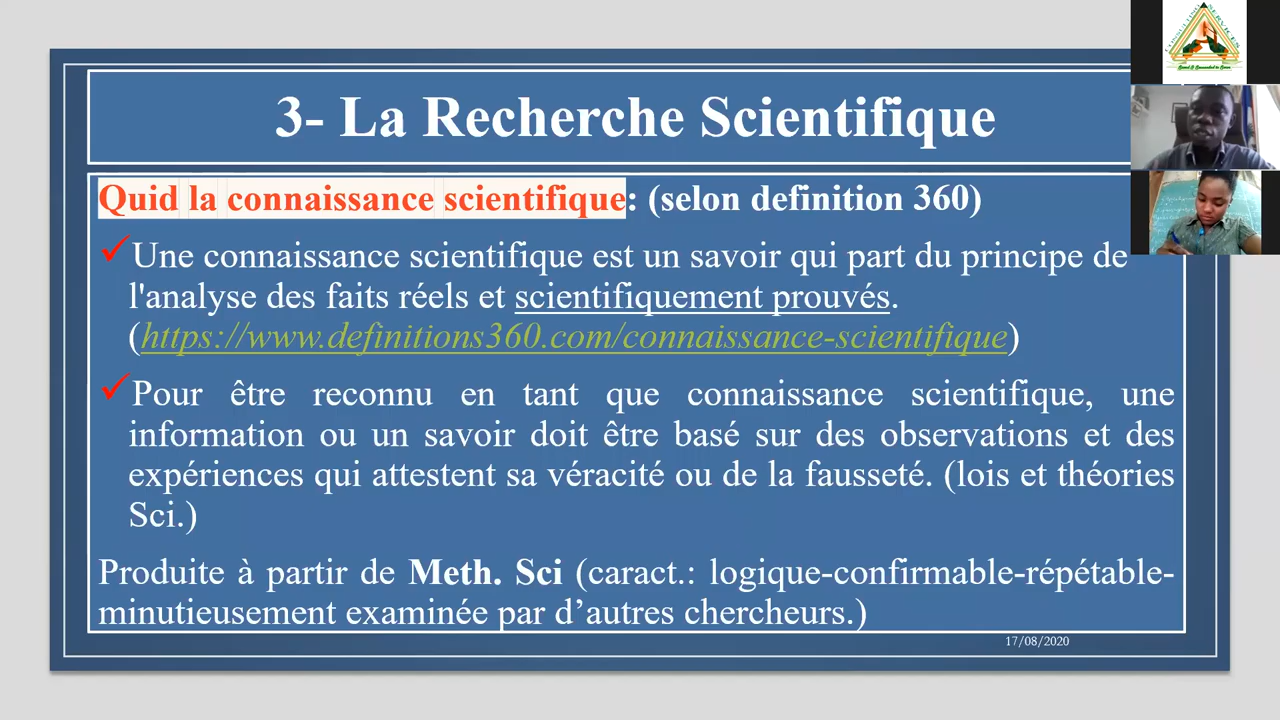 3- La Recherche Scientifique
Quid la connaissance scientifique: (selon definition 360)
Une connaissance scientifique est un savoir qui part du principe de
l'analyse des faits réels et scientifiquement prouvés.
(https://www.definitions360.com/connaissance-scientifique)
Pour être reconnu en tant que connaissance scientifique, une
information ou un savoir doit être basé sur des observations et des
expériences qui attestent sa véracité ou de la fausseté. (lois et théories
Sci.)
Produite à partir de Meth. Sci (caract.: logique-confirmable-répétable-
minutieusement examinée par d’autres chercheurs.)
17/08/2020